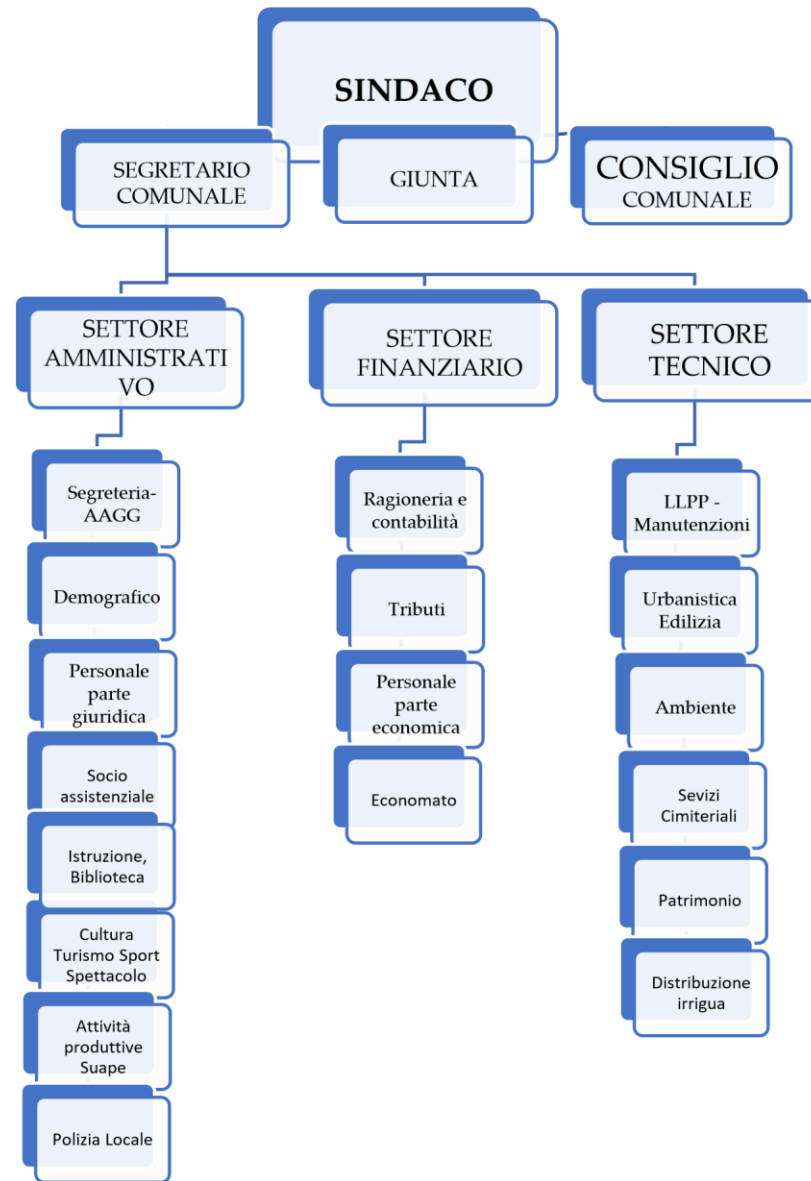 SINDACO
SEGRETARIO
COMUNALE
GIUNTA
CONSIGLIO
COMUNALE
SETTORE
AMMINISTRATI
VO
SETTORE
FINANZIARIO
SETTORE
TECNICO
Segreteria-
AAGG
Demografico
Personale
parte
giuridica
Socio
assistenziale
Istruzione,
Biblioteca
Cultura
Turismo Sport
Spettacolo
Attività
produttive
Suape
Polizia Locale
Ragioneria e
contabilità
Tributi
Personale
parte
economica
Economato
LLPP -
Manutenzioni
Urbanistica
Edilizia
Ambiente
Sevizi
Cimiteriali
Patrimonio
Distribuzione
irrigua